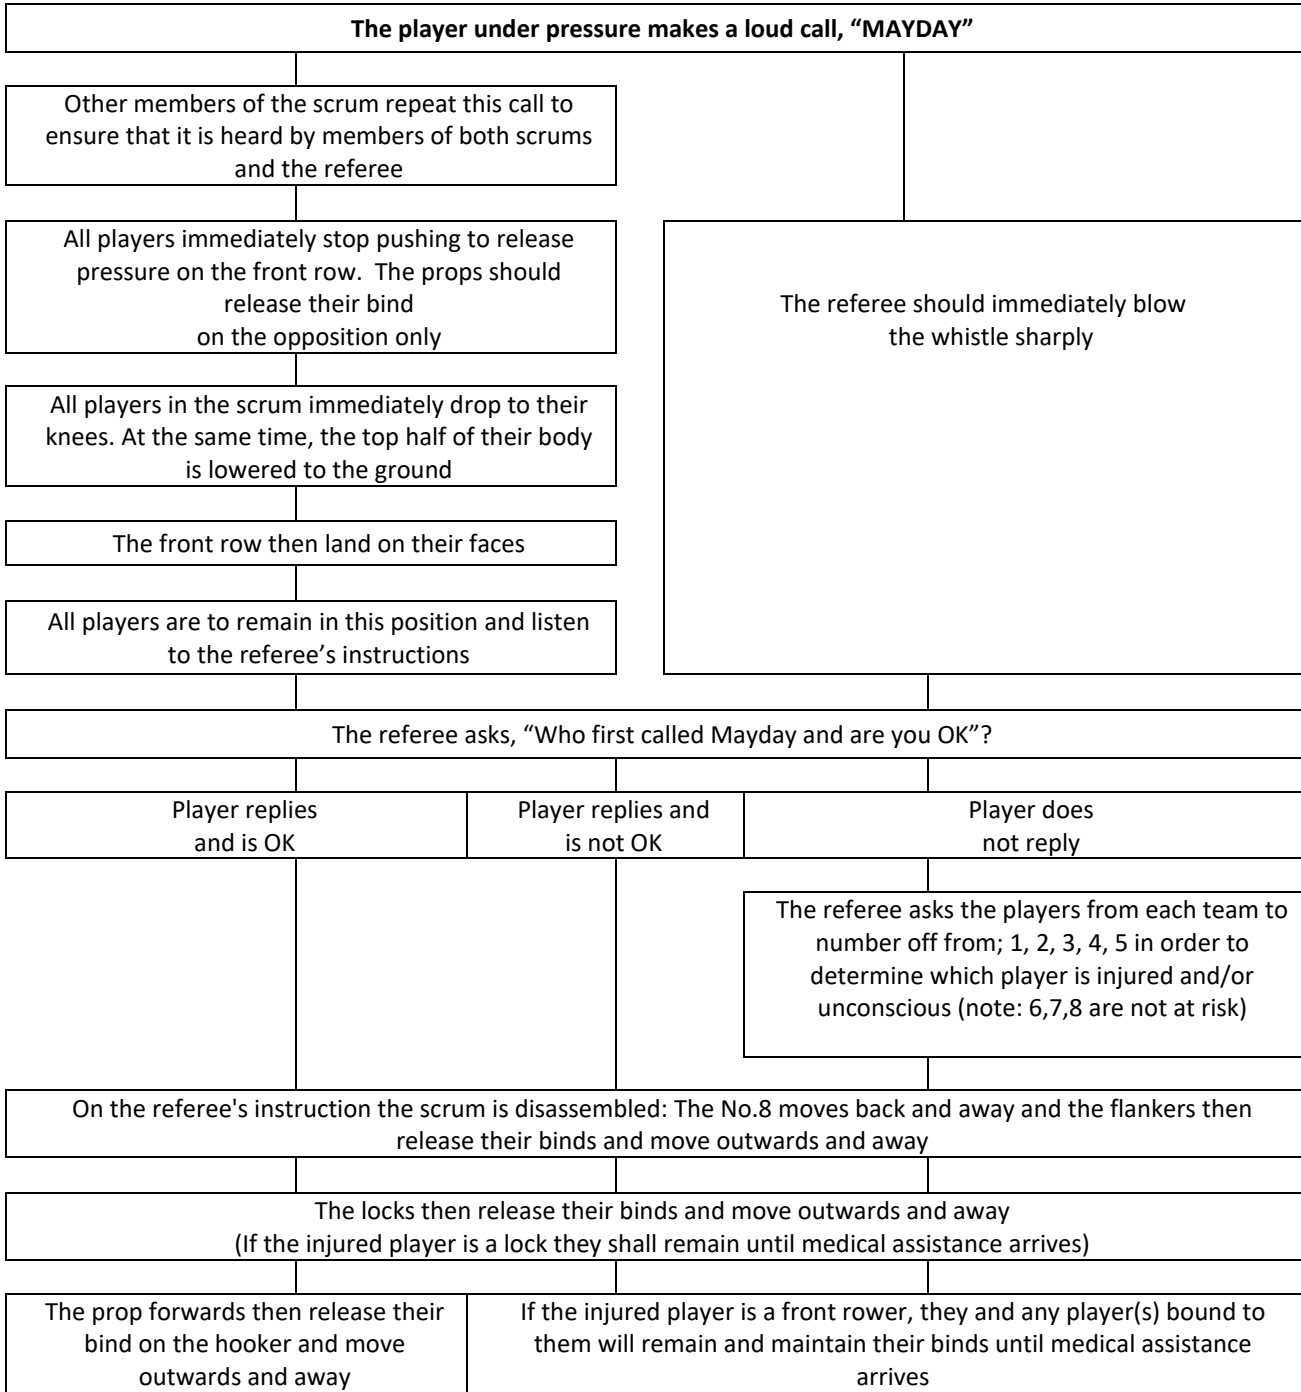 The player under pressure makes a loud call, “MAYDAY”
Other members of the scrum repeat this call to
ensure that it is heard by members of both scrums
and the referee
All players immediately stop pushing to release
pressure on the front row.  The props should
release their bind
on the opposition only
The referee should immediately blow
the whistle sharply
All players in the scrum immediately drop to their
knees. At the same time, the top half of their body
is lowered to the ground
The front row then land on their faces
All players are to remain in this position and listen
to the referee’s instructions
The referee asks, “Who first called Mayday and are you OK”?
Player replies
and is OK
Player replies and
is not OK
Player does
not reply
The referee asks the players from each team to
number off from; 1, 2, 3, 4, 5 in order to
determine which player is injured and/or
unconscious (note: 6,7,8 are not at risk)
On the referee's instruction the scrum is disassembled: The No.8 moves back and away and the flankers then
release their binds and move outwards and away
The locks then release their binds and move outwards and away
(If the injured player is a lock they shall remain until medical assistance arrives)
The prop forwards then release their
bind on the hooker and move
outwards and away
If the injured player is a front rower, they and any player(s) bound to
them will remain and maintain their binds until medical assistance
arrives